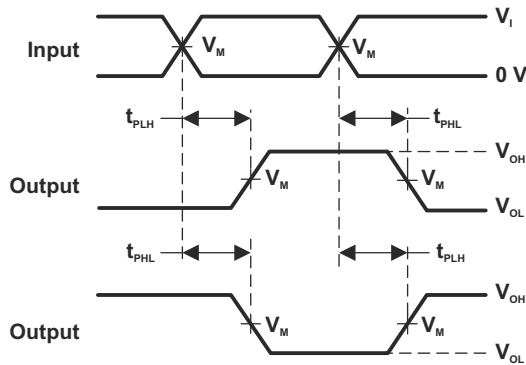 V_I
Input V_M V_M
0 V
t_PLH t_PHL
V_OH
Output V_M V_M
V_OL
t_PHL t_PLH
V_OH
Output V_M V_M
V_OL